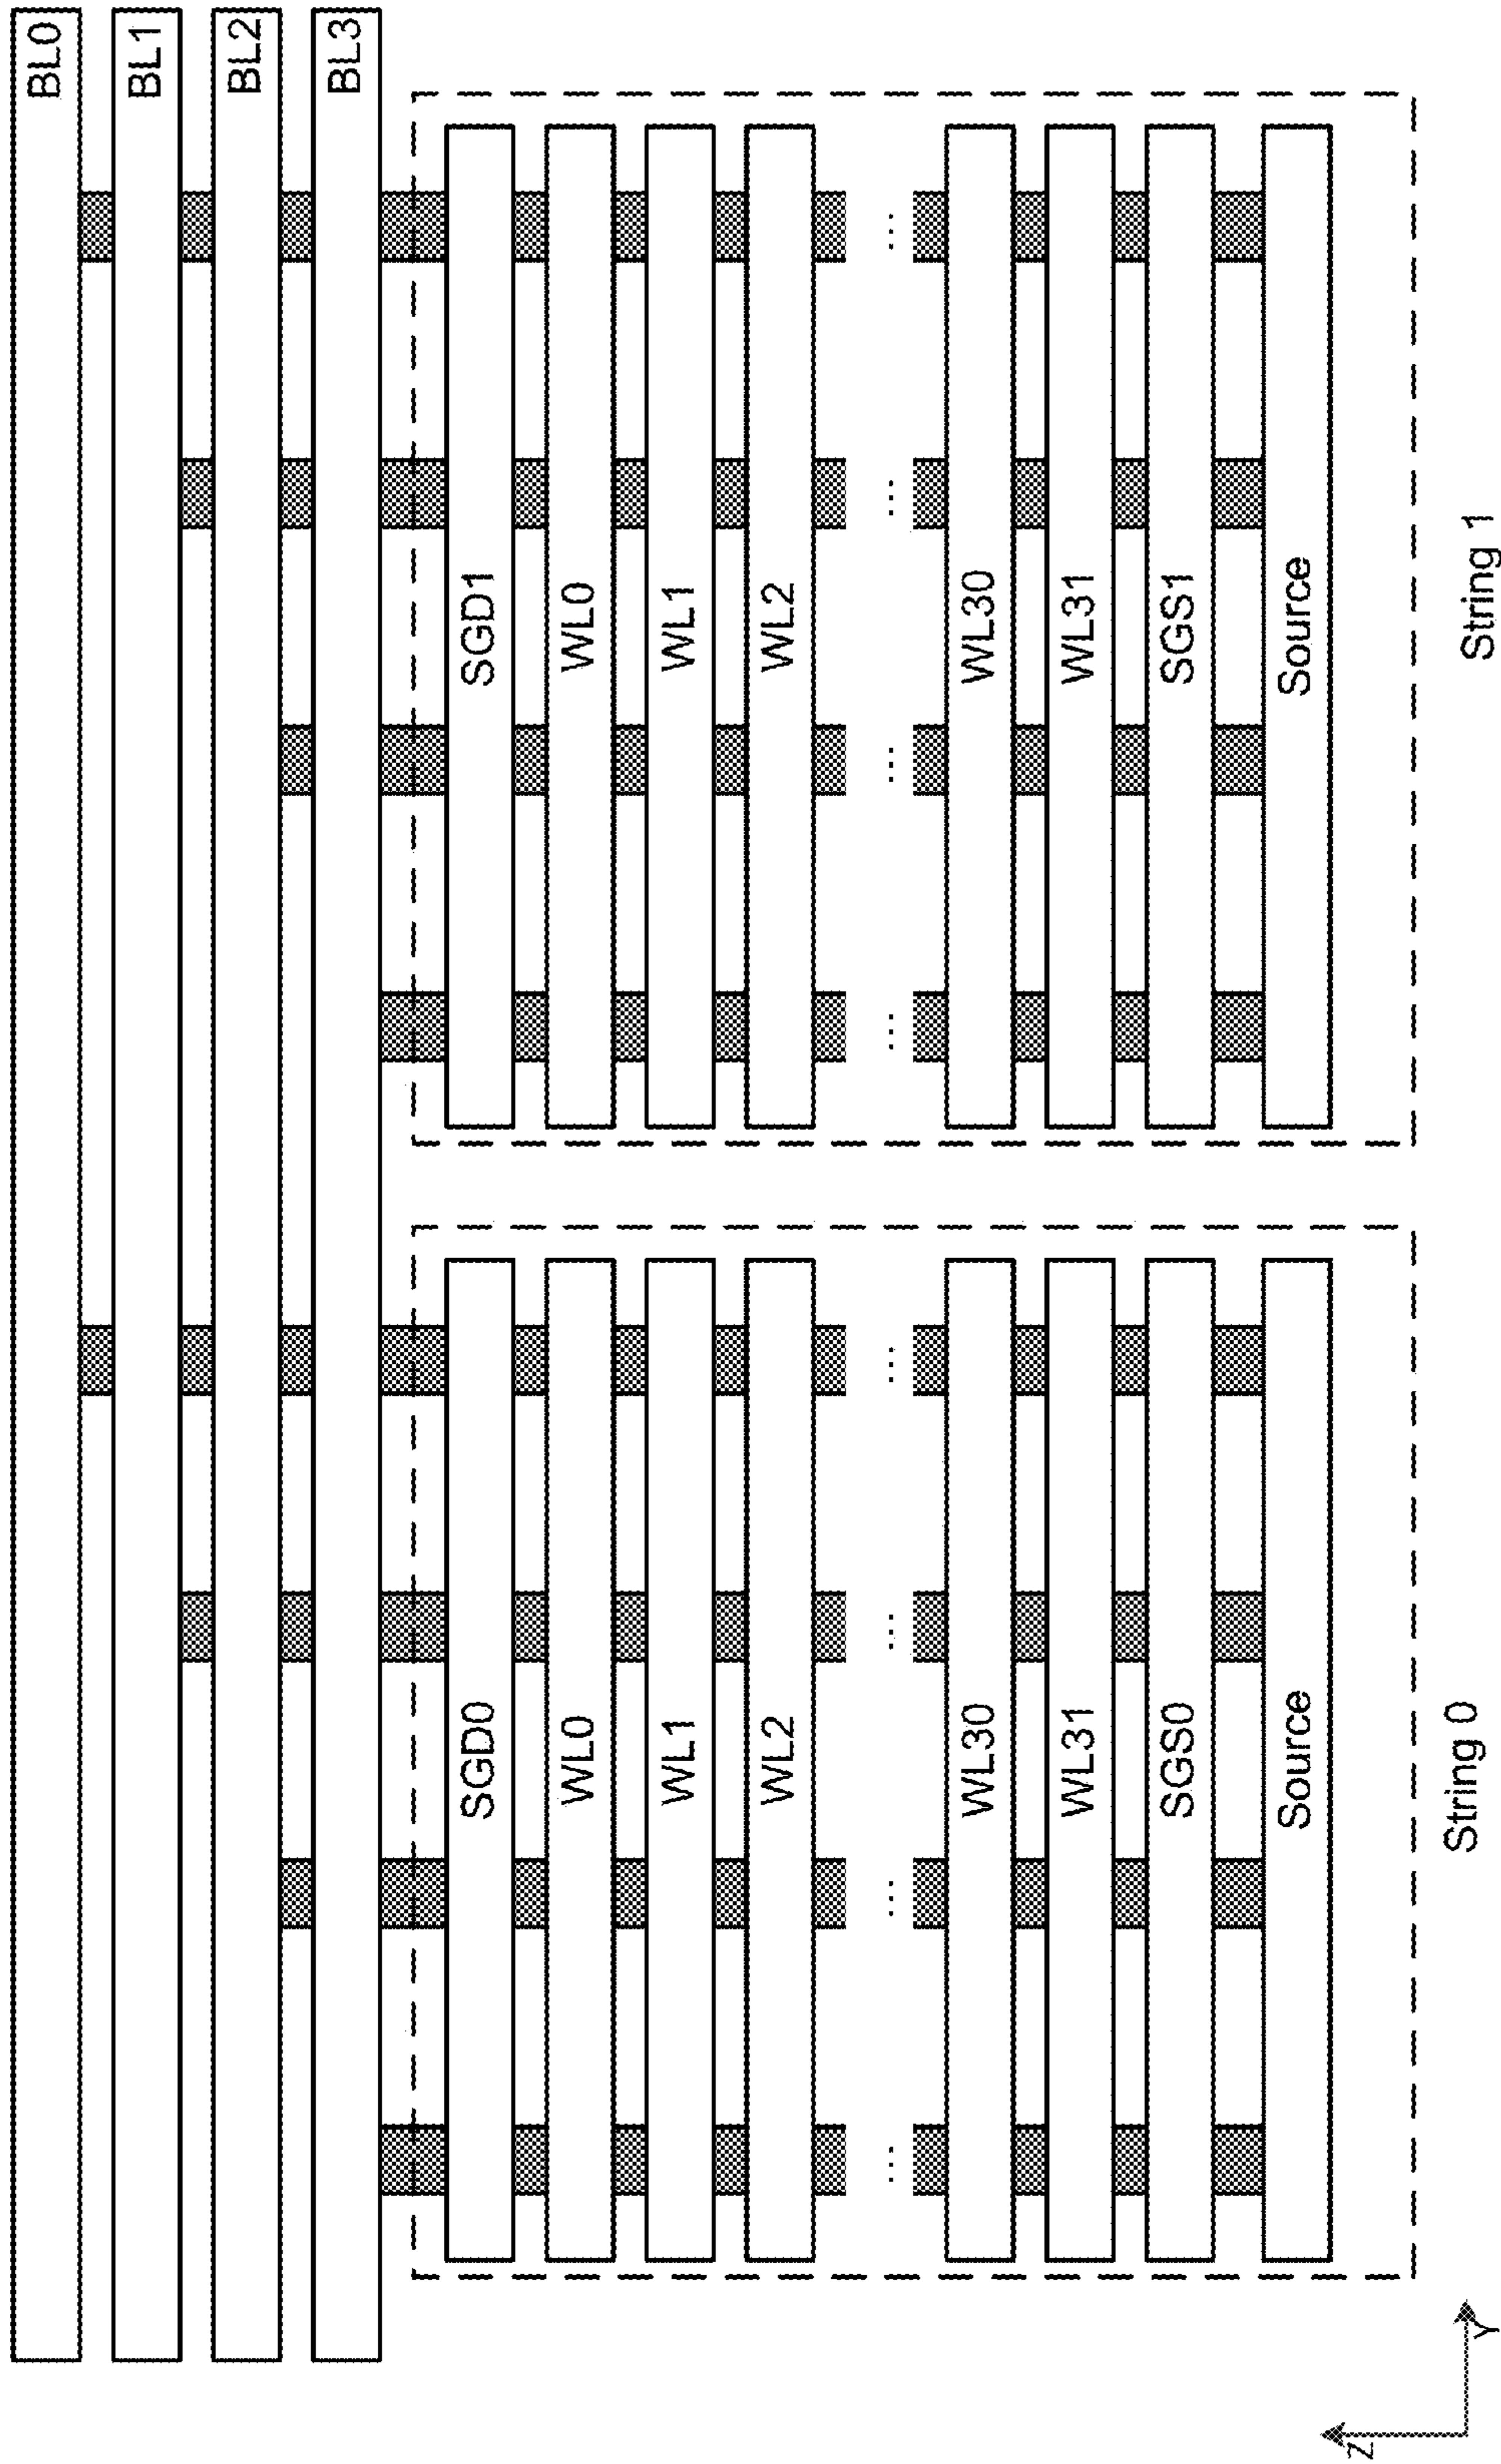 BL0
BL1
BL2
BL3
SGD0
SGD1
WL0
WL0
WL1
WL1
WL2
WL2
...
...
...
...
...
...
...
...
WL30
WL30
WL31
WL31
SGS0
SGS1
Source
Source
String 0
String 1
Z
Y